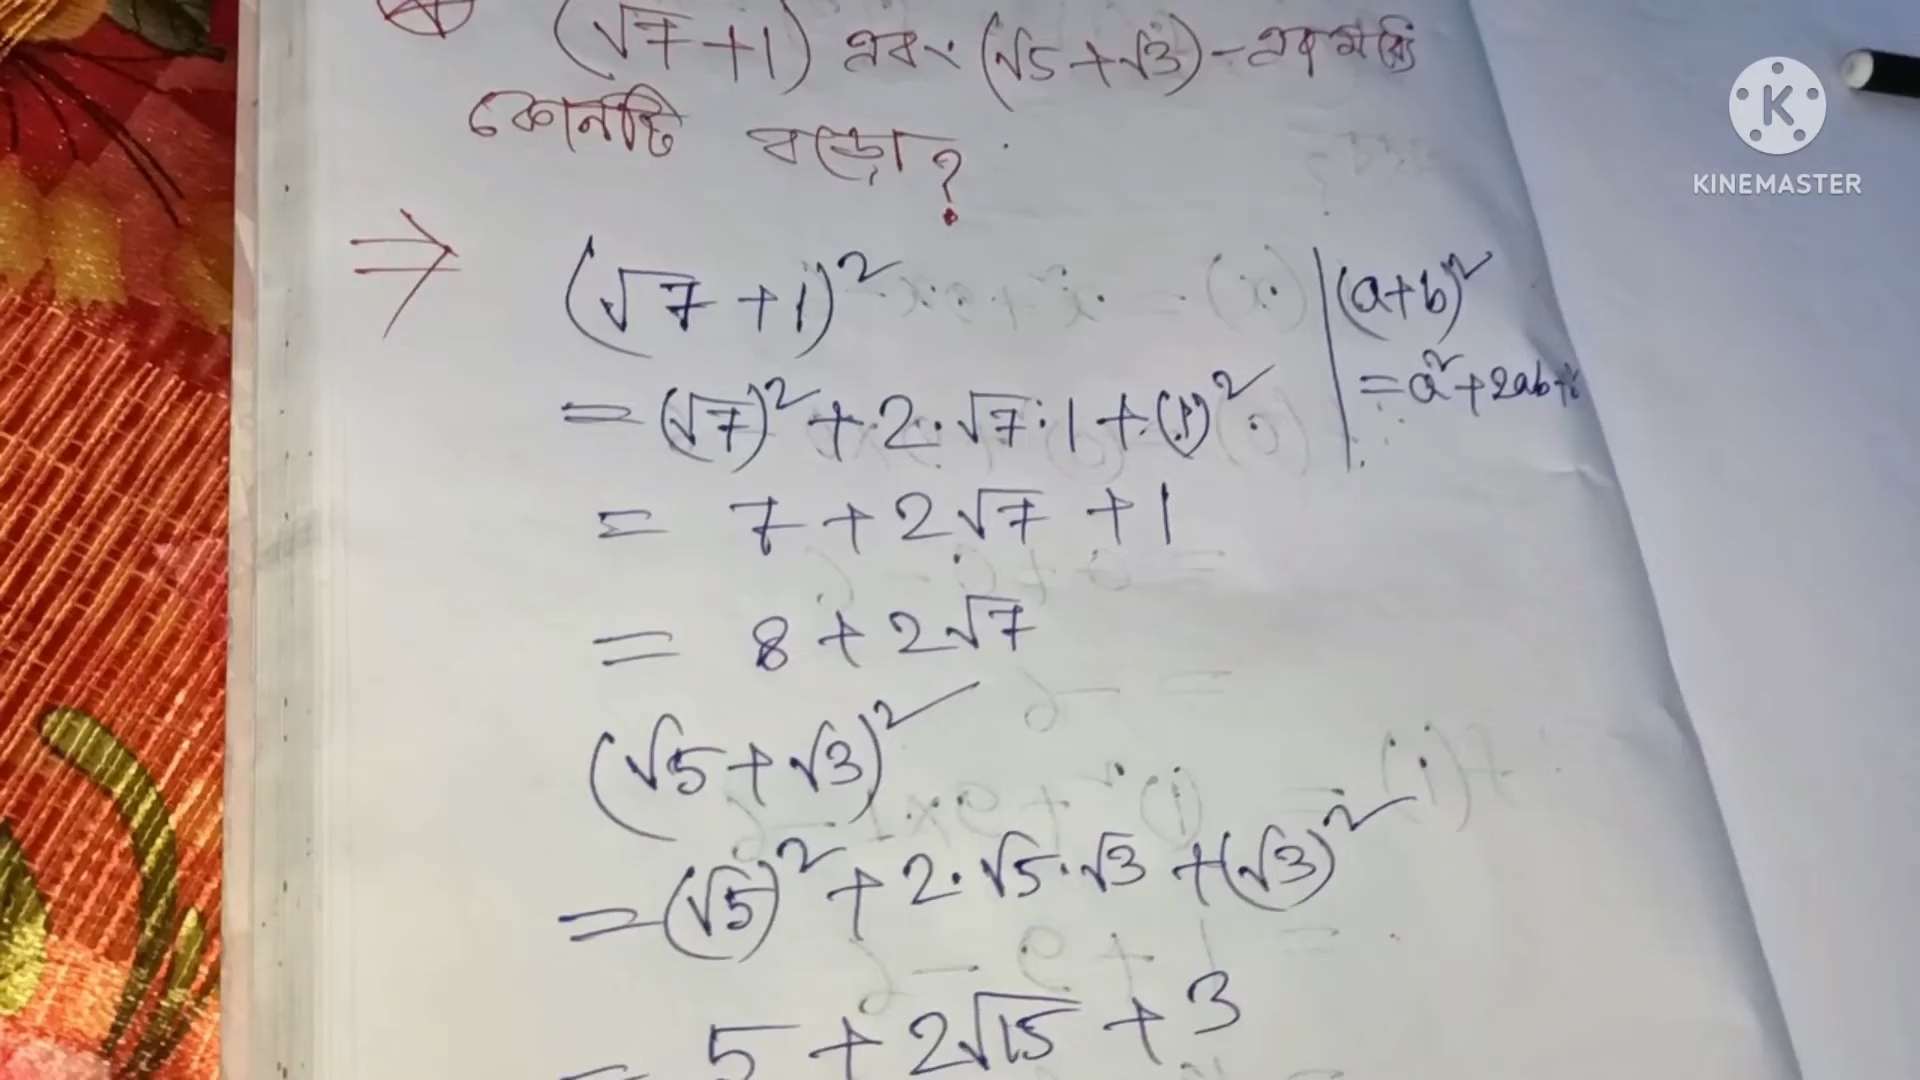 (√7+1) এবং (√5+√3)-এর মধ্যে
কোনটি বড়ো?
KINEMASTER
⇒ (√7+1)²
(a+b)²
= a²+2ab+
= (√7)²+2·√7·1+(1)²
= 7+2√7+1
= 8+2√7
(√5+√3)²
= (√5)²+2·√5·√3+(√3)²
= 5+2√15+3